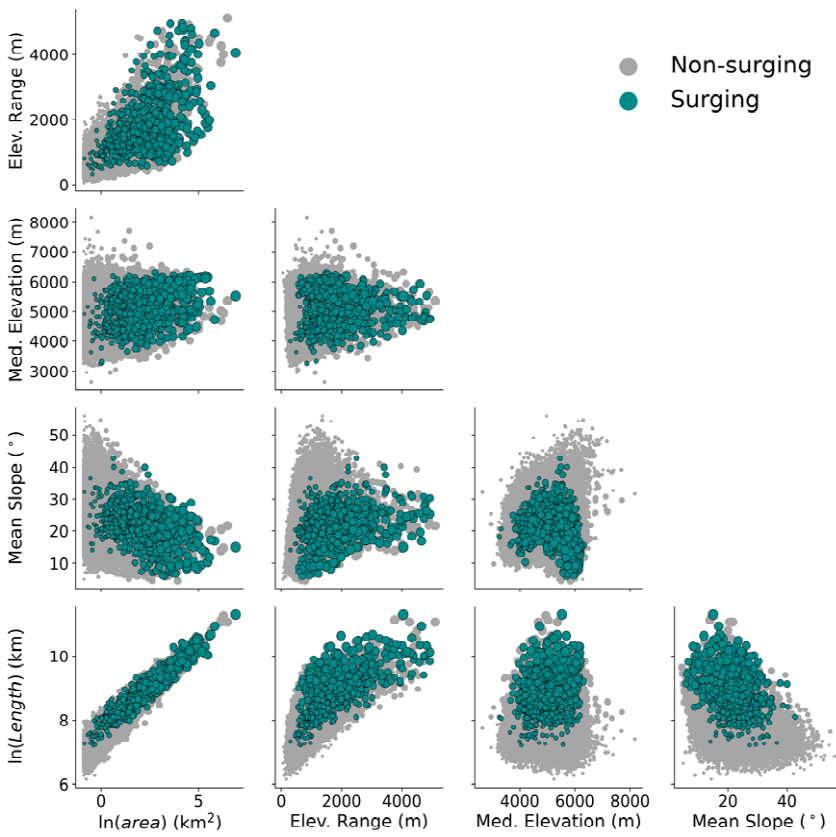 Non-surging
Surging
Elev. Range (m)
4000
2000
0
Med. Elevation (m)
8000
7000
6000
5000
4000
3000
Mean Slope (°)
50
40
30
20
10
ln(Length) (km)
10
8
6
0 5
ln(area) (km²)
0 2000 4000
Elev. Range (m)
4000 6000 8000
Med. Elevation (m)
20 40
Mean Slope (°)